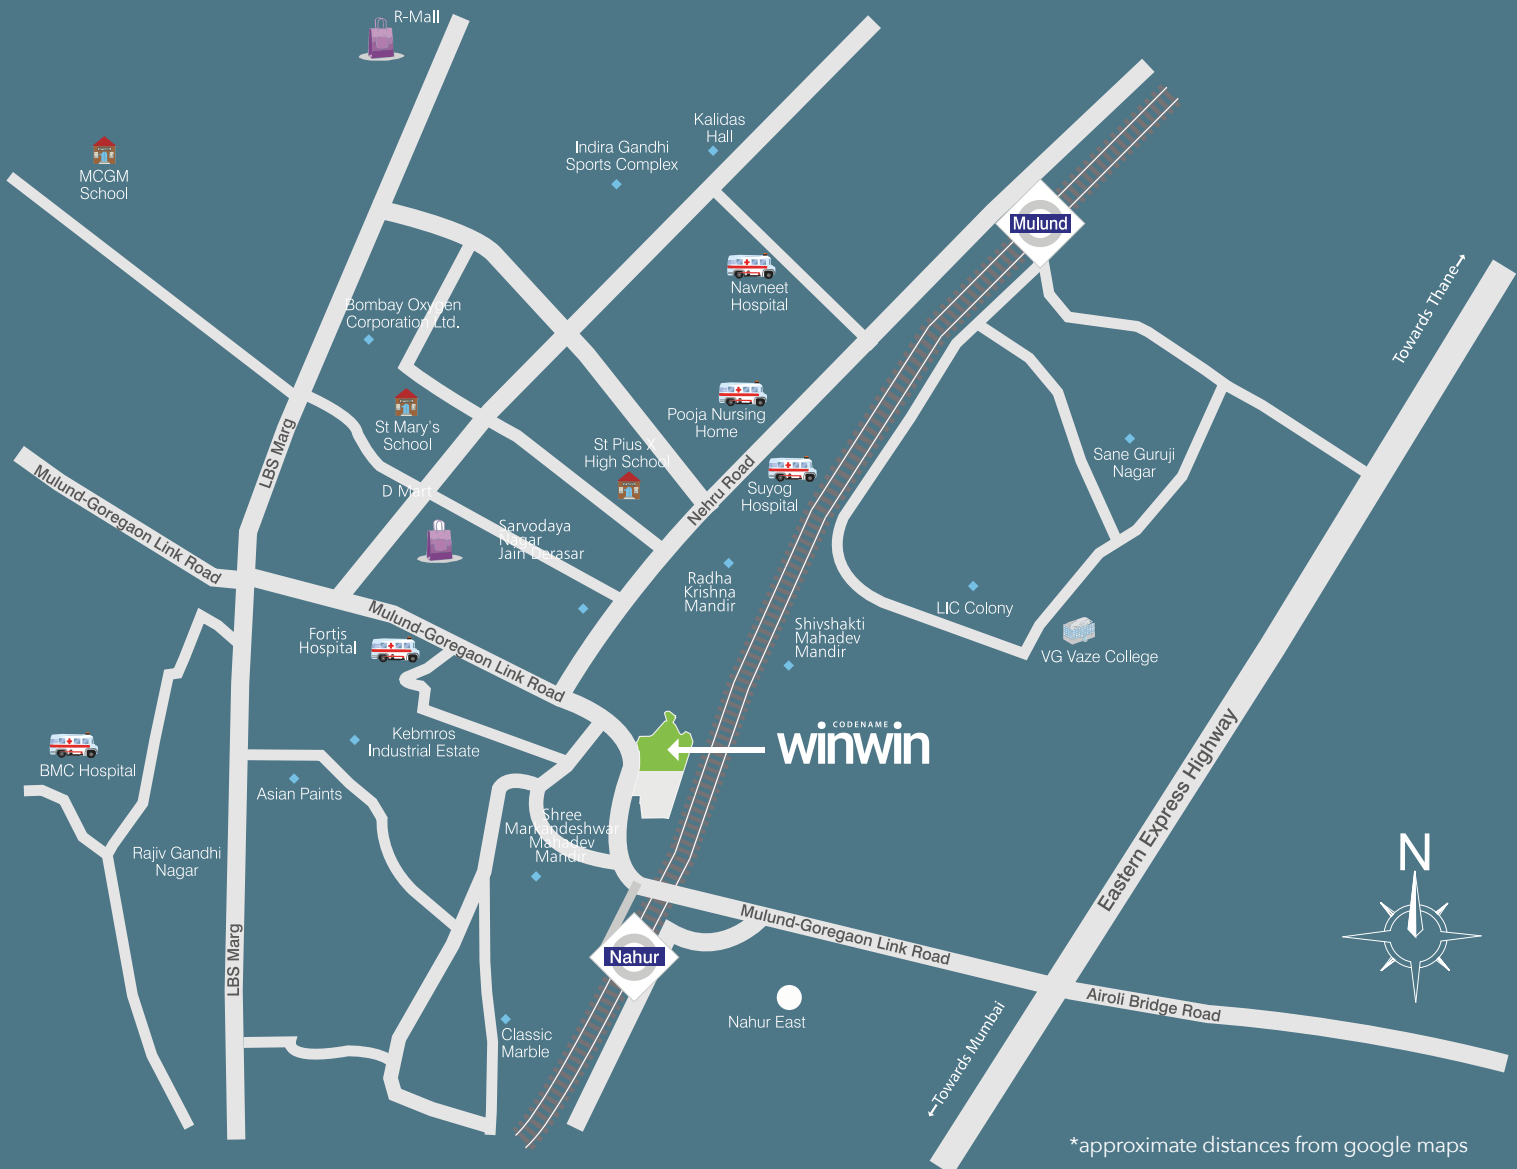 R-Mall
Kalidas
Hall
Indira Gandhi
Sports Complex
MCGM
School
Mulund
Navneet
Hospital
Towards Thane
Bombay Oxygen
Corporation Ltd.
Pooja Nursing
Home
St Mary's
School
St Pius X
High School
LBS Marg
Sane Guruji
Nagar
Mulund-Goregaon Link Road
D Mart
Nehru Road
Suyog
Hospital
Sarvodaya
Nagar
Jain Derasar
Radha
Krishna
Mandir
LIC Colony
Mulund-Goregaon Link Road
Fortis
Hospital
Shivshakti
Mahadev
Mandir
VG Vaze College
CODENAME
winwin
Kebmros
Industrial Estate
BMC Hospital
Asian Paints
Eastern Express Highway
Shree
Markandeshwar
Mahadev
Mandir
Rajiv Gandhi
Nagar
N
LBS Marg
Mulund-Goregaon Link Road
Nahur
Airoli Bridge Road
Nahur East
Classic
Marble
Towards Mumbai
*approximate distances from google maps